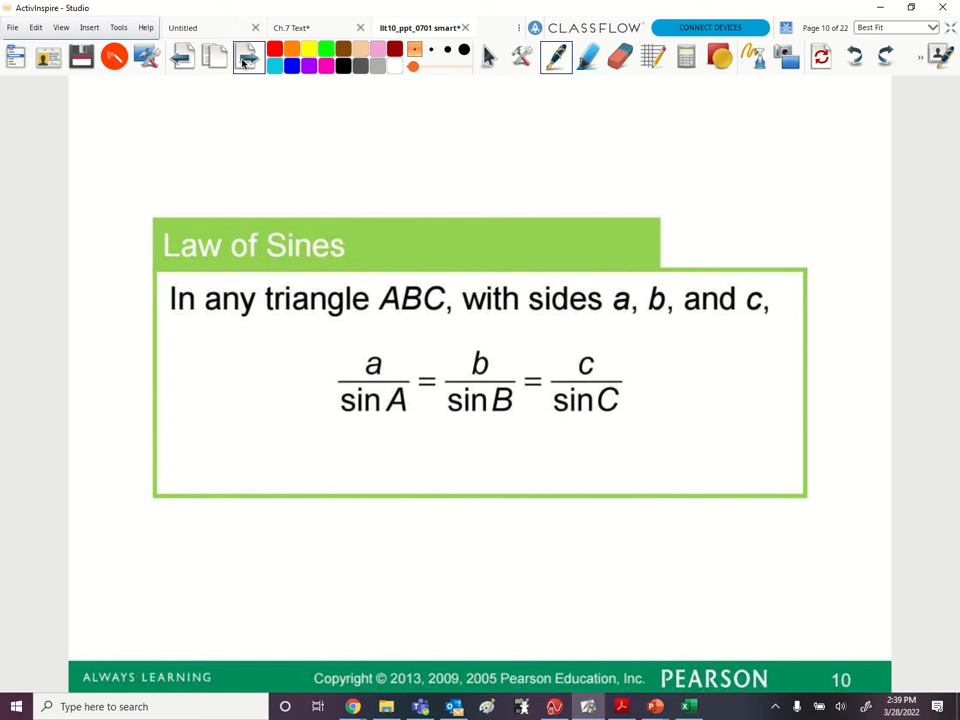 ActivInspire - Studio
File Edit View Insert Tools Help
Untitled
Ch.7 Text*
llt10_ppt_0701 smart*
CLASSFLOW
CONNECT DEVICES
Page 10 of 22
Best Fit
Law of Sines
In any triangle ABC, with sides a, b, and c,
a/sin A = b/sin B = c/sin C
ALWAYS LEARNING
Copyright © 2013, 2009, 2005 Pearson Education, Inc.
PEARSON
10
Type here to search
2:39 PM
3/28/2022